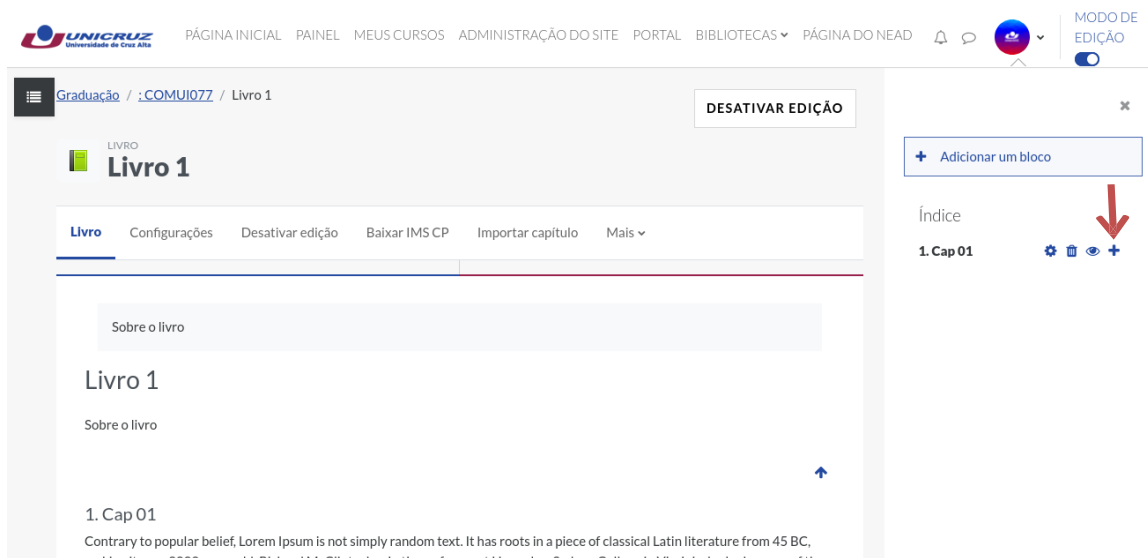 UNICRUZ
Universidade de Cruz Alta
PÁGINA INICIAL PAINEL MEUS CURSOS ADMINISTRAÇÃO DO SITE PORTAL BIBLIOTECAS PÁGINA DO NEAD
MODO DE
EDIÇÃO
Graduação / : COMUI077 / Livro 1
DESATIVAR EDIÇÃO
LIVRO
Livro 1
Adicionar um bloco
Índice
1. Cap 01
Livro Configurações Desativar edição Baixar IMS CP Importar capítulo Mais
Sobre o livro
Livro 1
Sobre o livro
1. Cap 01
Contrary to popular belief, Lorem Ipsum is not simply random text. It has roots in a piece of classical Latin literature from 45 BC,